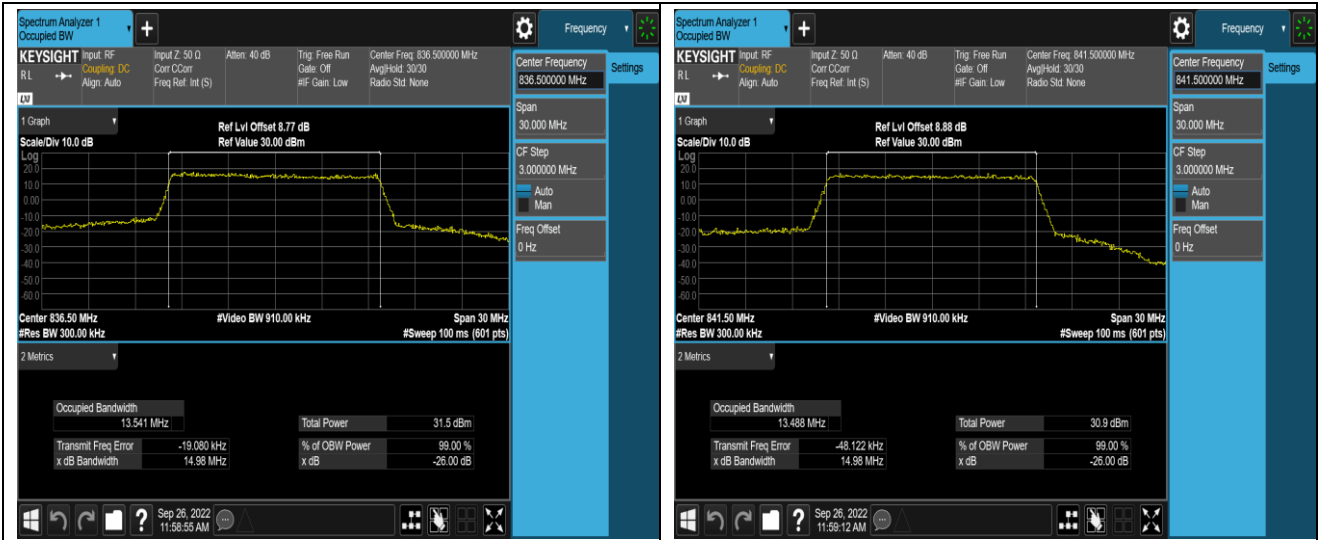 Spectrum Analyzer 1
Occupied BW
+
Frequency
KEYSIGHT Input: RF Input Z: 50 Ω Atten: 40 dB Trig: Free Run Center Freq: 836.500000 MHz
RL Coupling: DC Corr CCorr Gate: Off Avg|Hold: 30/30
Align: Auto Freq Ref: Int (S) #IF Gain: Low Radio Std: None
LXI
Center Frequency
836.500000 MHz
Settings
Span
30.000 MHz
CF Step
3.000000 MHz
Auto
Man
Freq Offset
0 Hz
1 Graph
Ref Lvl Offset 8.77 dB
Scale/Div 10.0 dB Ref Value 30.00 dBm
Log
20.0
10.0
0.00
-10.0
-20.0
-30.0
-40.0
-50.0
-60.0
Center 836.50 MHz #Video BW 910.00 kHz Span 30 MHz
#Res BW 300.00 kHz #Sweep 100 ms (601 pts)
2 Metrics
Occupied Bandwidth
13.541 MHz Total Power 31.5 dBm
Transmit Freq Error -19.080 kHz % of OBW Power 99.00 %
x dB Bandwidth 14.98 MHz x dB -26.00 dB
? Sep 26, 2022
11:58:55 AM
Spectrum Analyzer 1
Occupied BW
+
Frequency
KEYSIGHT Input: RF Input Z: 50 Ω Atten: 40 dB Trig: Free Run Center Freq: 841.500000 MHz
RL Coupling: DC Corr CCorr Gate: Off Avg|Hold: 30/30
Align: Auto Freq Ref: Int (S) #IF Gain: Low Radio Std: None
LXI
Center Frequency
841.500000 MHz
Settings
Span
30.000 MHz
CF Step
3.000000 MHz
Auto
Man
Freq Offset
0 Hz
1 Graph
Ref Lvl Offset 8.88 dB
Scale/Div 10.0 dB Ref Value 30.00 dBm
Log
20.0
10.0
0.00
-10.0
-20.0
-30.0
-40.0
-50.0
-60.0
Center 841.50 MHz #Video BW 910.00 kHz Span 30 MHz
#Res BW 300.00 kHz #Sweep 100 ms (601 pts)
2 Metrics
Occupied Bandwidth
13.488 MHz Total Power 30.9 dBm
Transmit Freq Error -48.122 kHz % of OBW Power 99.00 %
x dB Bandwidth 14.98 MHz x dB -26.00 dB
? Sep 26, 2022
11:59:12 AM